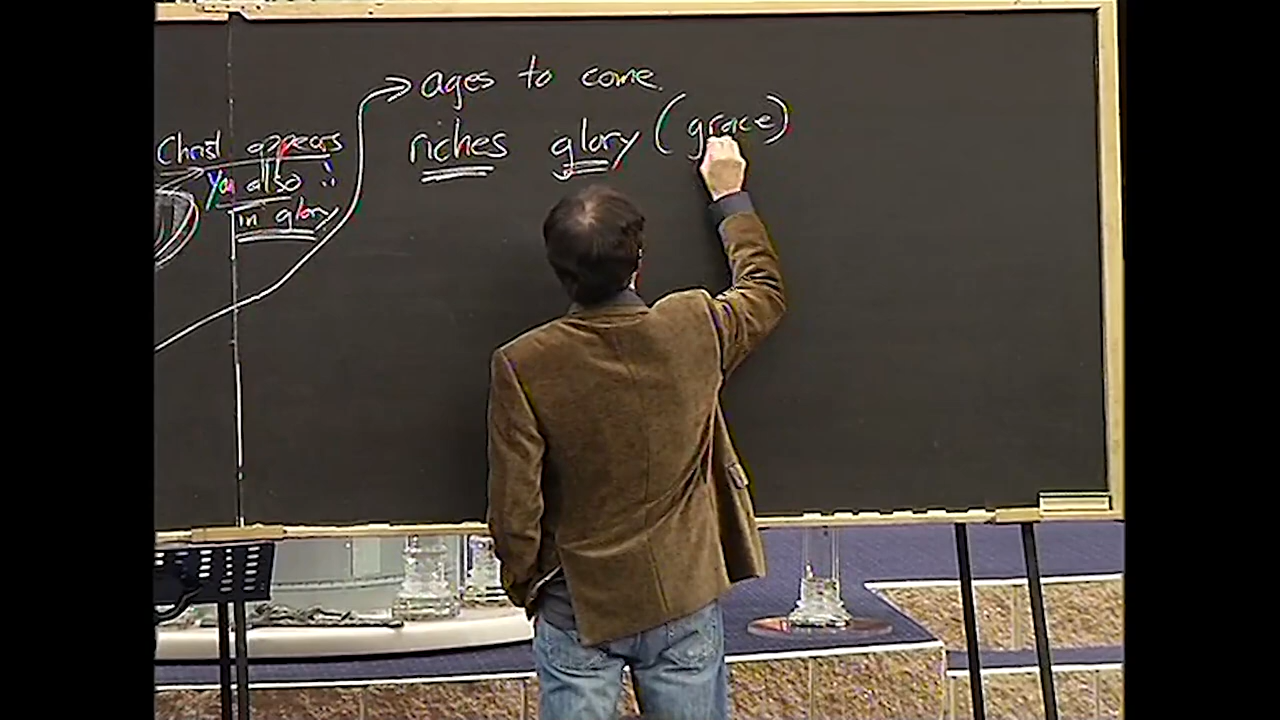 Christ appears
You also !!
in glory
ages to come.
riches glory (grace)